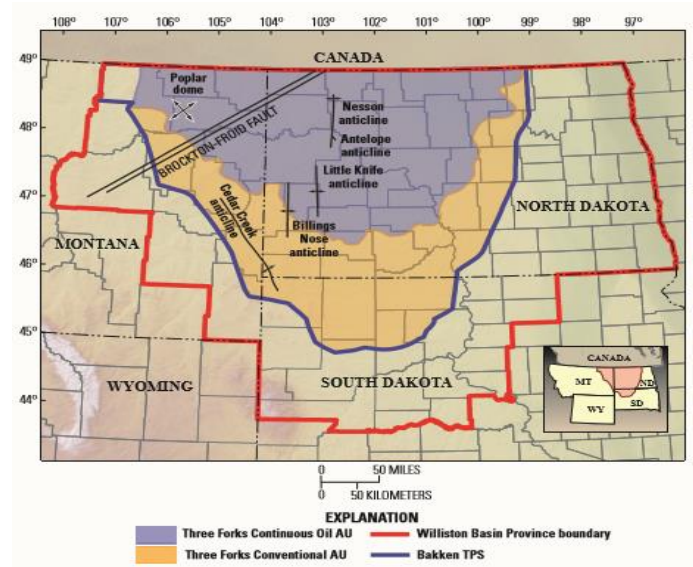 108° 107° 106° 105° 104° 103° 102° 101° 100° 99° 98° 97°
49°
48°
47°
46°
45°
44°
CANADA
Poplar
dome
BROCKTON-FROID FAULT
Nesson
anticline
Antelope
anticline
Little Knife
anticline
Cedar Creek
anticline
Billings
Nose
anticline
NORTH DAKOTA
MONTANA
WYOMING
SOUTH DAKOTA
CANADA
MT
ND
SD
WY
0 50 MILES
0 50 KILOMETERS
EXPLANATION
Three Forks Continuous Oil AU
Williston Basin Province boundary
Three Forks Conventional AU
Bakken TPS